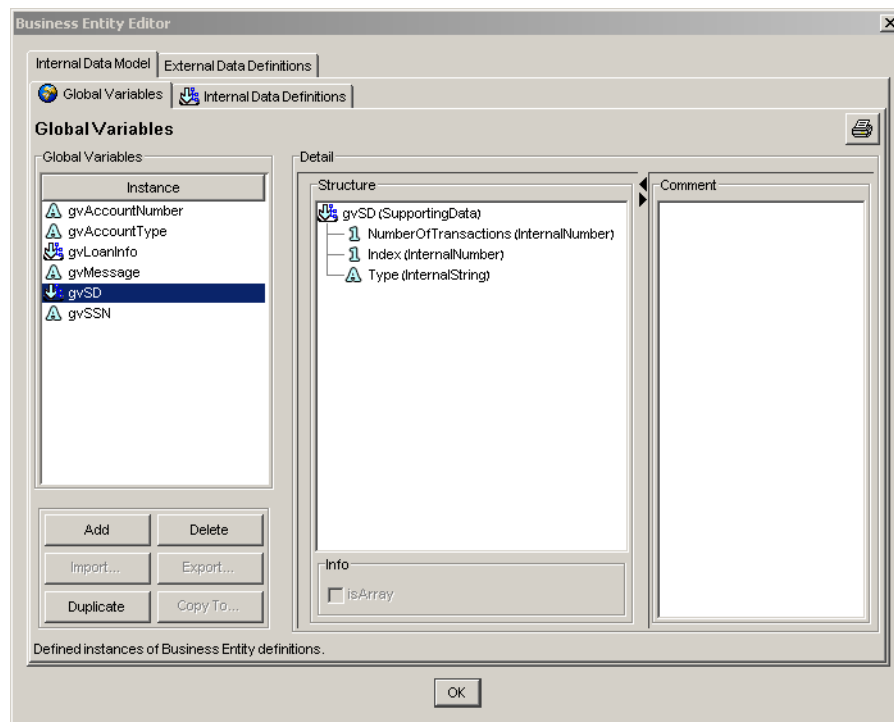 Business Entity Editor
Internal Data Model
External Data Definitions
Global Variables
Internal Data Definitions
Global Variables
Global Variables
Instance
gvAccountNumber
gvAccountType
gvLoanInfo
gvMessage
gvSD
gvSSN
Add
Delete
Import...
Export...
Duplicate
Copy To...
Detail
Structure
gvSD (SupportingData)
NumberOfTransactions (InternalNumber)
Index (InternalNumber)
Type (InternalString)
Info
isArray
Comment
Defined instances of Business Entity definitions.
OK